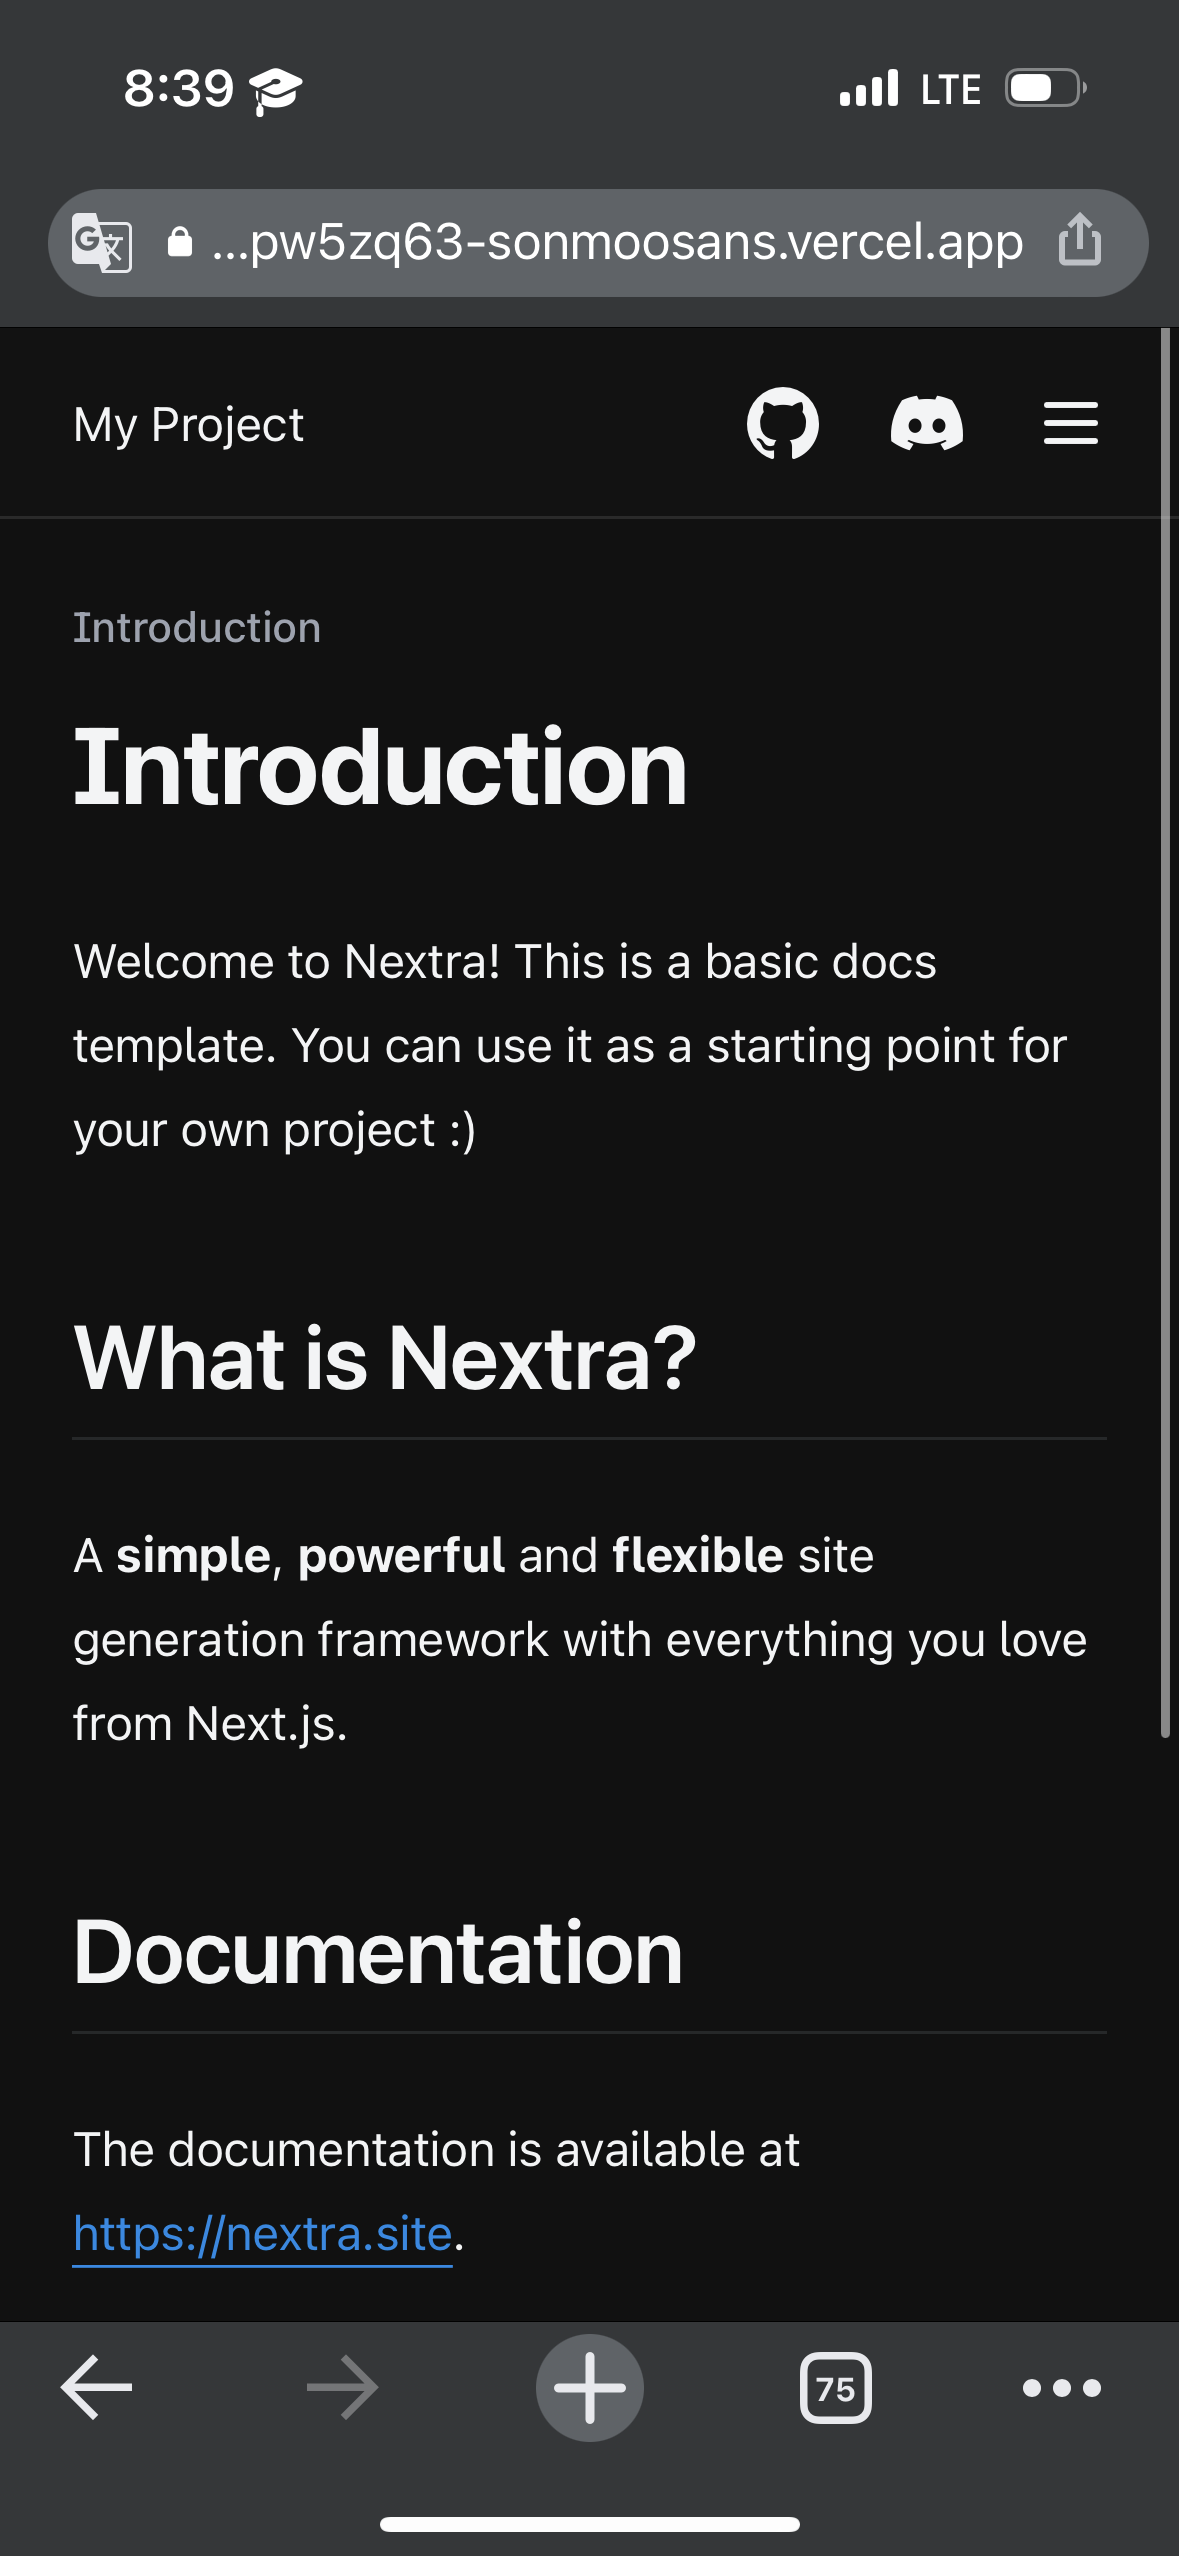 8:39
LTE
...pw5zq63-sonmoosans.vercel.app
My Project
Introduction
Introduction
Welcome to Nextra! This is a basic docs
template. You can use it as a starting point for
your own project :)
What is Nextra?
A simple, powerful and flexible site
generation framework with everything you love
from Next.js.
Documentation
The documentation is available at
https://nextra.site.
75